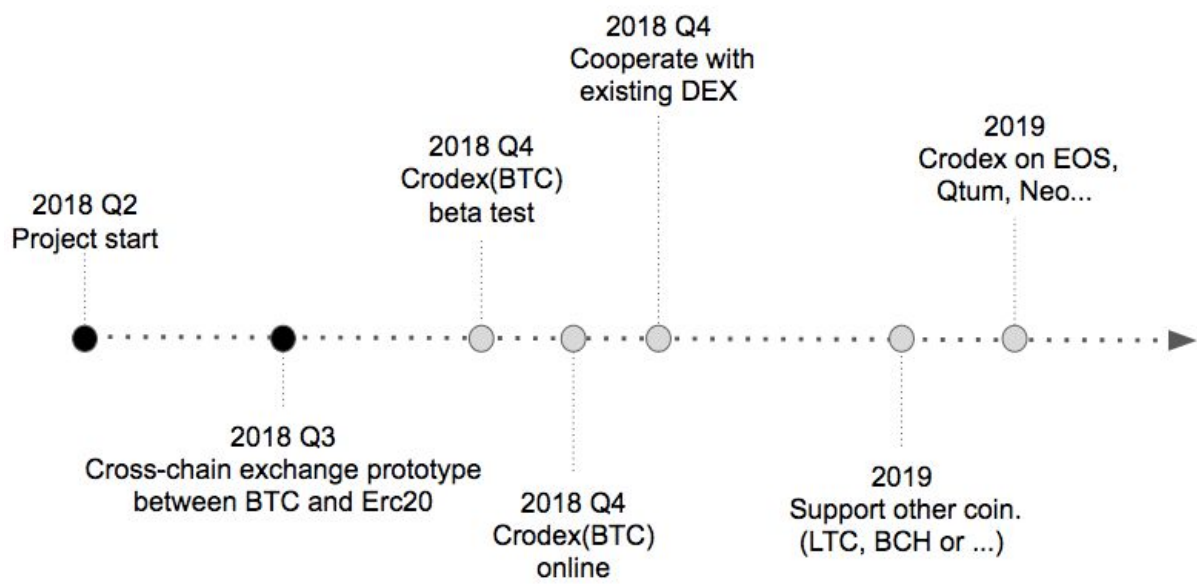 2018 Q2
Project start
2018 Q3
Cross-chain exchange prototype
between BTC and Erc20
2018 Q4
Crodex(BTC)
beta test
2018 Q4
Crodex(BTC)
online
2018 Q4
Cooperate with
existing DEX
2019
Support other coin.
(LTC, BCH or ...)
2019
Crodex on EOS,
Qtum, Neo...